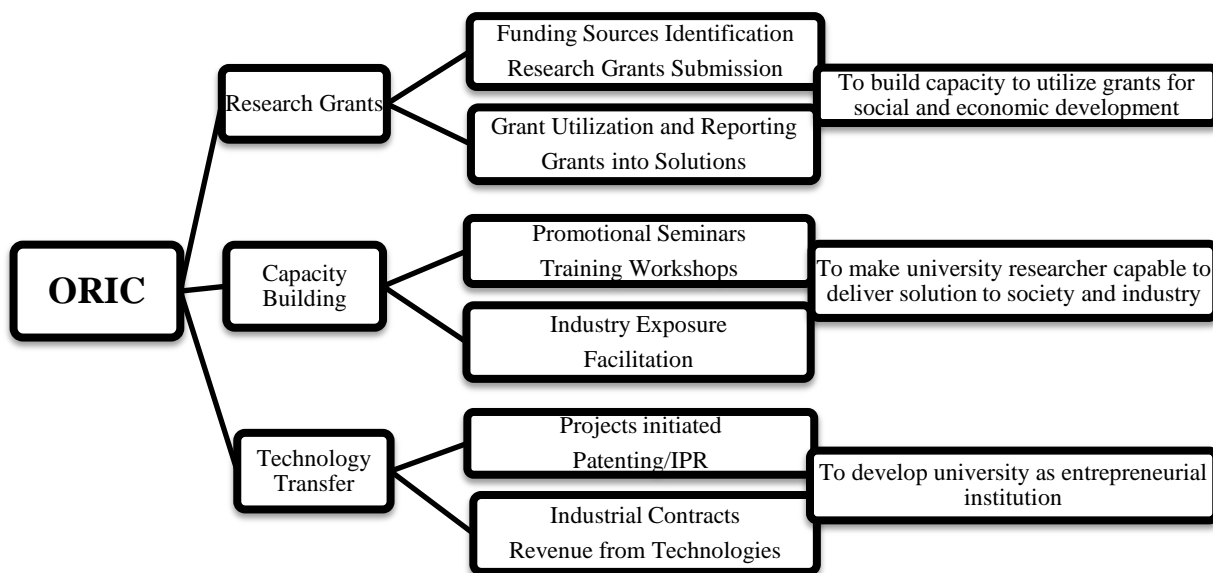 ORIC
Research Grants
Funding Sources Identification
Research Grants Submission
Grant Utilization and Reporting
Grants into Solutions
To build capacity to utilize grants for
social and economic development
Capacity
Building
Promotional Seminars
Training Workshops
Industry Exposure
Facilitation
To make university researcher capable to
deliver solution to society and industry
Technology
Transfer
Projects initiated
Patenting/IPR
Industrial Contracts
Revenue from Technologies
To develop university as entrepreneurial
institution